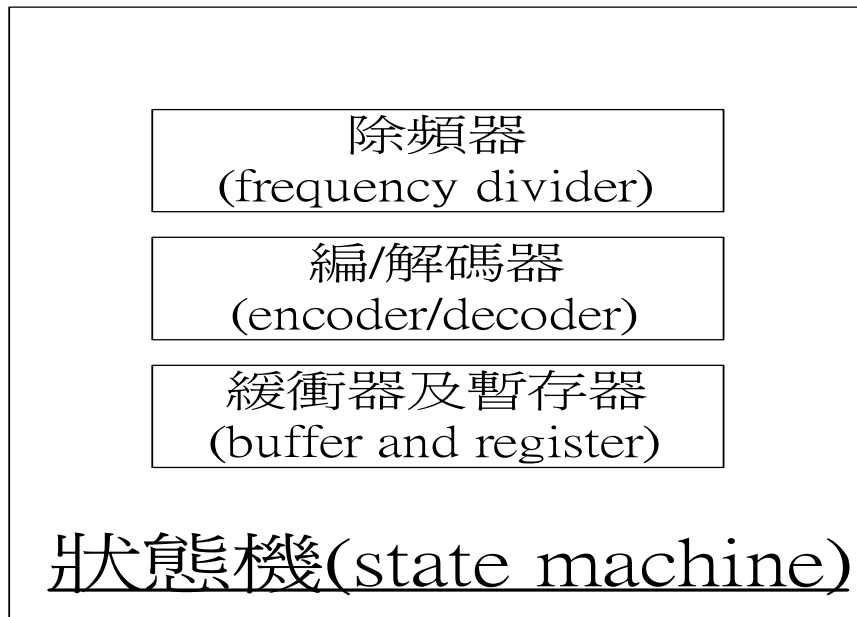 除頻器
(frequency divider)
編/解碼器
(encoder/decoder)
緩衝器及暫存器
(buffer and register)
狀態機(state machine)